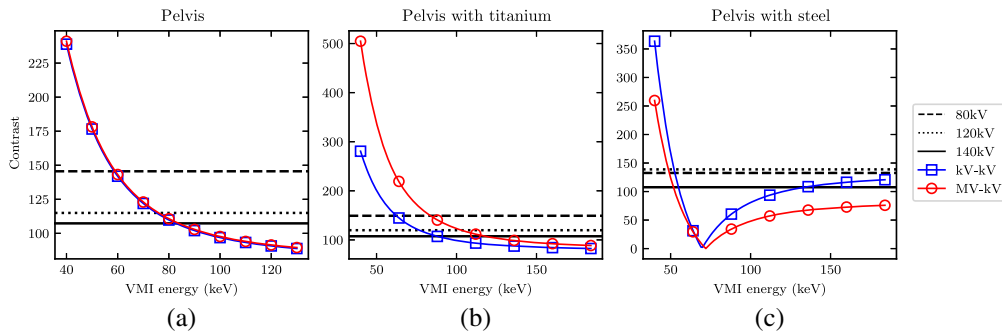 Pelvis
Pelvis with titanium
Pelvis with steel
Contrast
225
200
175
150
125
100
40
60
80
100
120
VMI energy (keV)
(a)
500
400
300
200
100
50
100
150
VMI energy (keV)
(b)
350
300
250
200
150
100
50
0
50
100
150
VMI energy (keV)
(c)
80kV
120kV
140kV
kV-kV
MV-kV